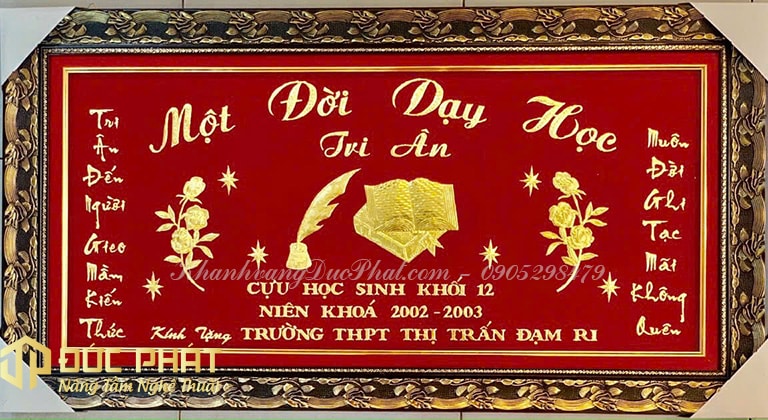 Một Đời Dạy Học
Tri Ân
Tri
Ân
Đến
Người
Gieo
Mầm
Kiến
Thức
Muôn
Đời
Ghi
Tạc
Mãi
Không
Quên
KhanhvangDucPhat.com - 0905298479
CỰU HỌC SINH KHỐI 12
NIÊN KHOÁ 2002 - 2003
Kính Tặng TRƯỜNG THPT THỊ TRẤN ĐẠM RI
ĐỨC PHÁT
Nâng Tầm Nghệ Thuật